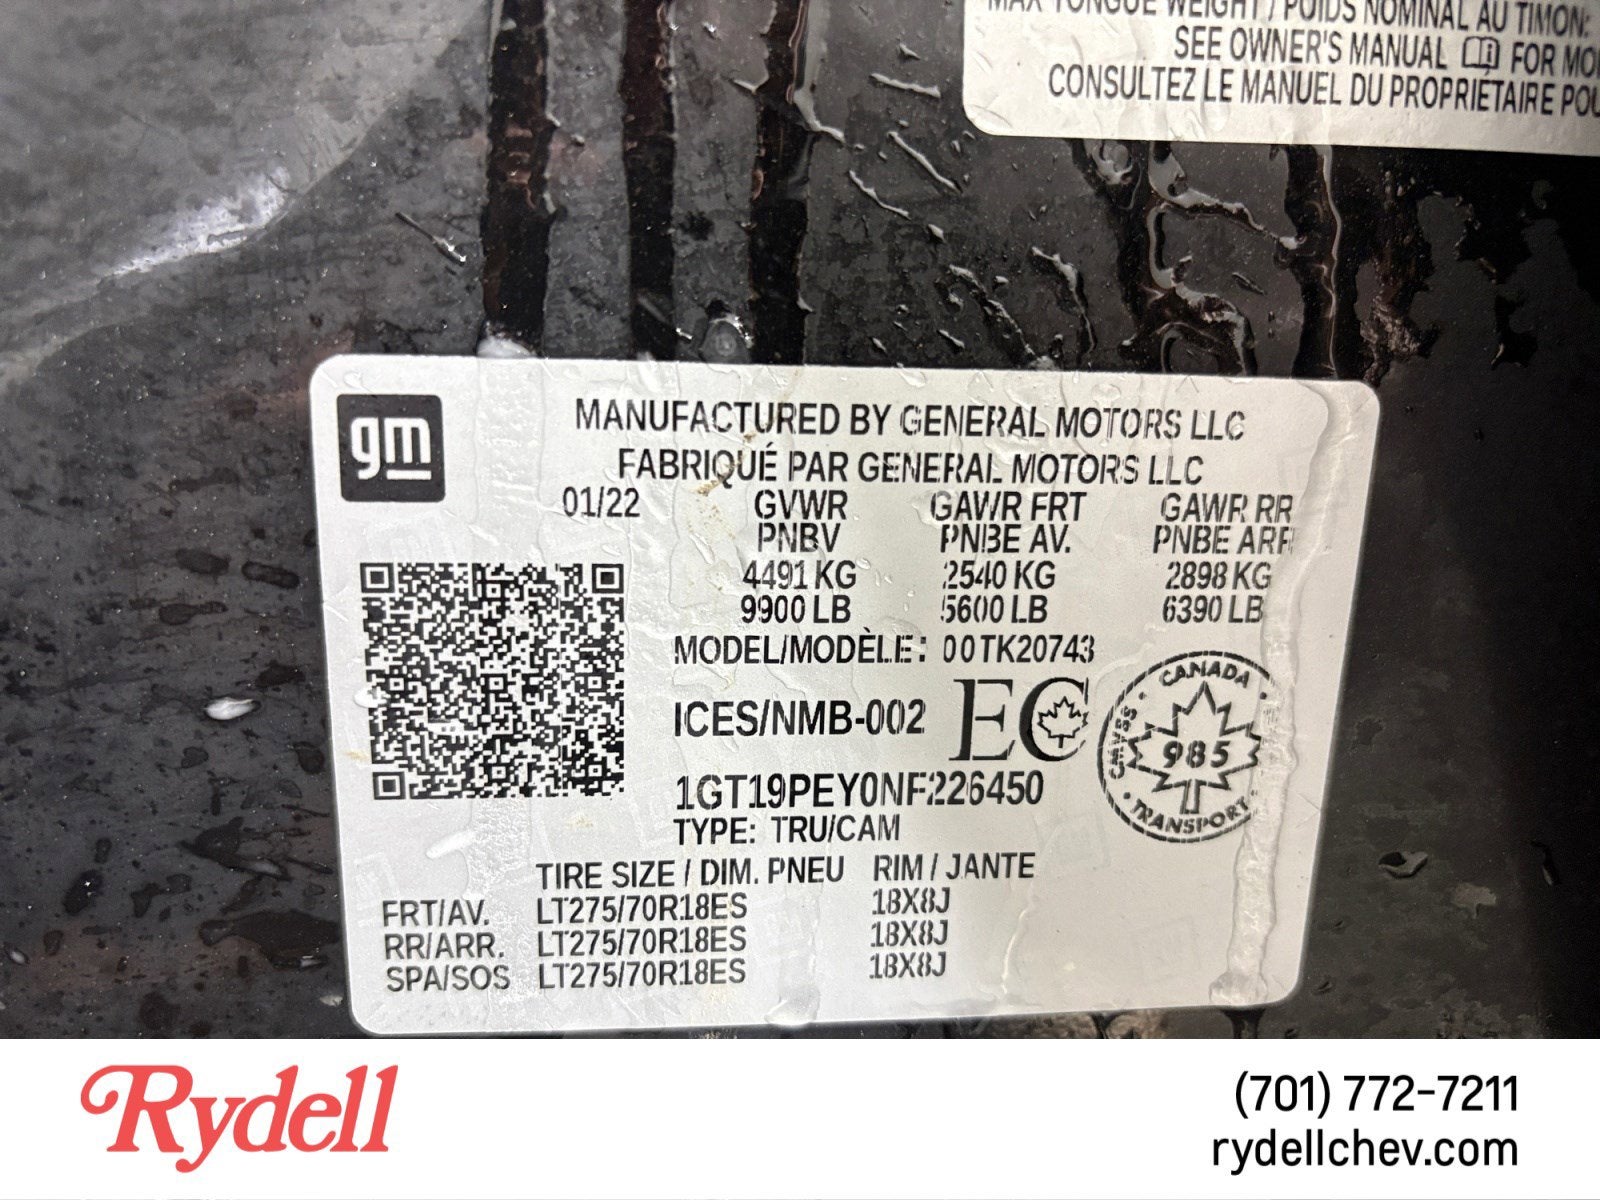 MAX TONGUE WEIGHT / POIDS NOMINAL AU TIMON:
SEE OWNER'S MANUAL FOR
CONSULTEZ LE MANUEL DU PROPRIÉTAIRE
gm
MANUFACTURED BY GENERAL MOTORS LLC
FABRIQUÉ PAR GENERAL MOTORS LLC
01/22 GVWR GAWR FRT GAWR RR
PNBV PNBE AV. PNBE ARR
4491 KG 2540 KG 2898 KG
9900 LB 5600 LB 6390 LB
MODEL/MODÈLE: 00TK20743
ICES/NMB-002 EC
CANADA
CMVSS 985
TRANSPORT
1GT19PEY0NF226450
TYPE: TRU/CAM
TIRE SIZE / DIM. PNEU RIM / JANTE
FRT/AV. LT275/70R18ES 18X8J
RR/ARR. LT275/70R18ES 18X8J
SPA/SOS LT275/70R18ES 18X8J
Rydell
(701) 772-7211
rydellchev.com